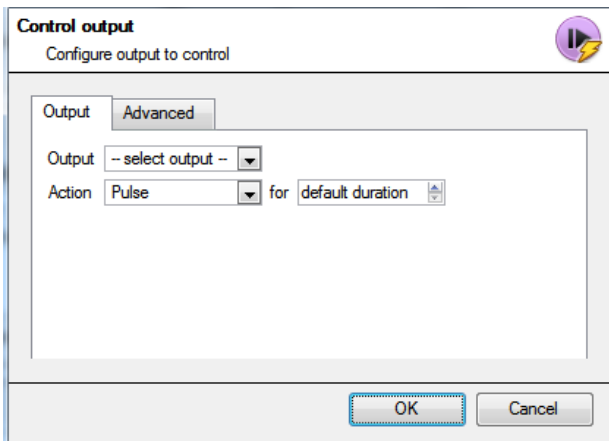 Control output
Configure output to control
Output Advanced
Output -- select output --
Action Pulse for default duration
OK Cancel